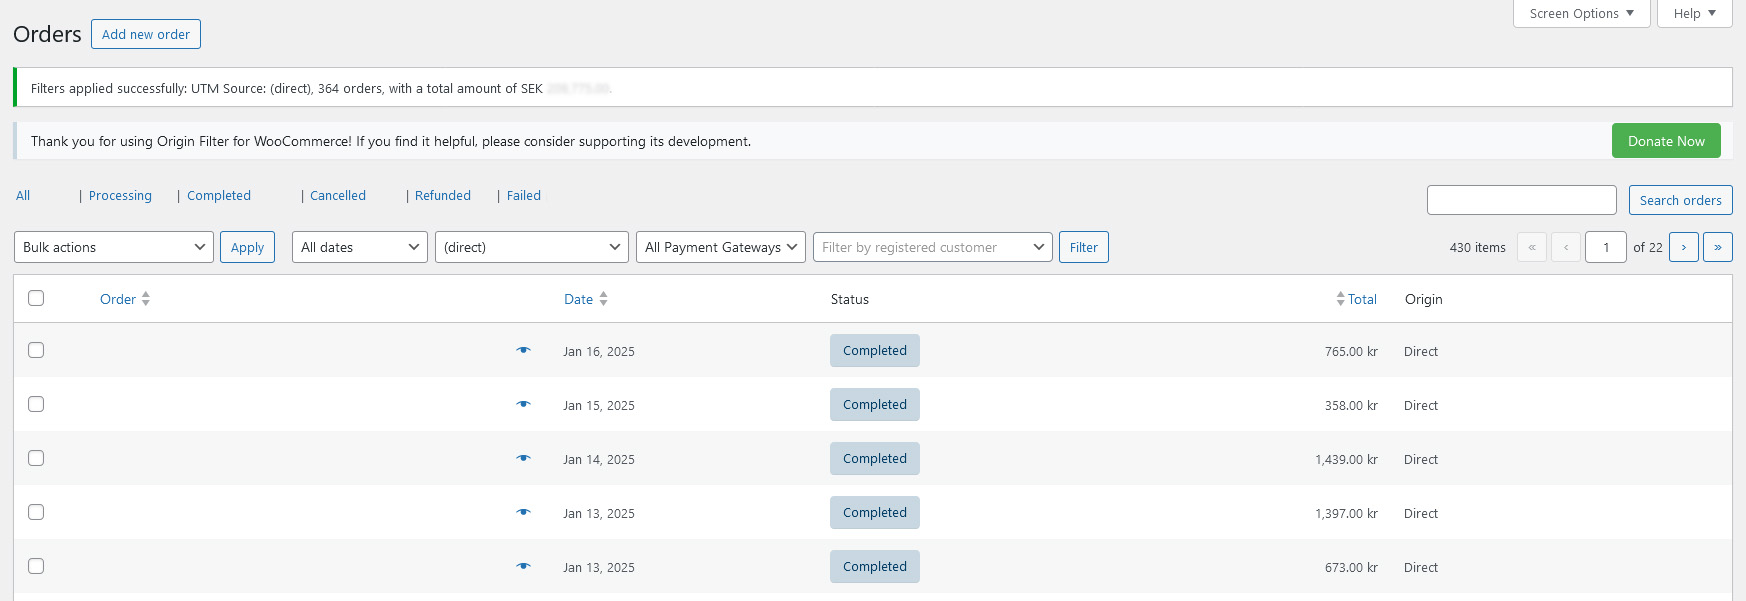 Screen Options
Help
Orders Add new order
Filters applied successfully: UTM Source: (direct), 364 orders, with a total amount of SEK
Thank you for using Origin Filter for WooCommerce! If you find it helpful, please consider supporting its development. Donate Now
All | Processing | Completed | Cancelled | Refunded | Failed
Search orders
Bulk actions Apply All dates (direct) All Payment Gateways Filter by registered customer Filter 430 items « ‹ 1 of 22 › »
Order Date Status Total Origin
Jan 16, 2025 Completed 765.00 kr Direct
Jan 15, 2025 Completed 358.00 kr Direct
Jan 14, 2025 Completed 1,439.00 kr Direct
Jan 13, 2025 Completed 1,397.00 kr Direct
Jan 13, 2025 Completed 673.00 kr Direct